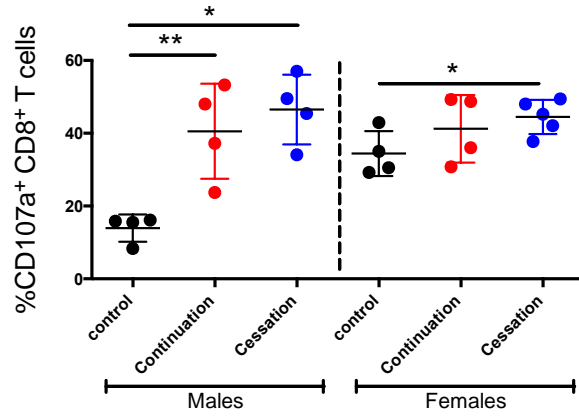 *
**
*
%CD107a⁺ CD8⁺ T cells
60
40
20
0
control
Continuation
Cessation
control
Continuation
Cessation
Males
Females